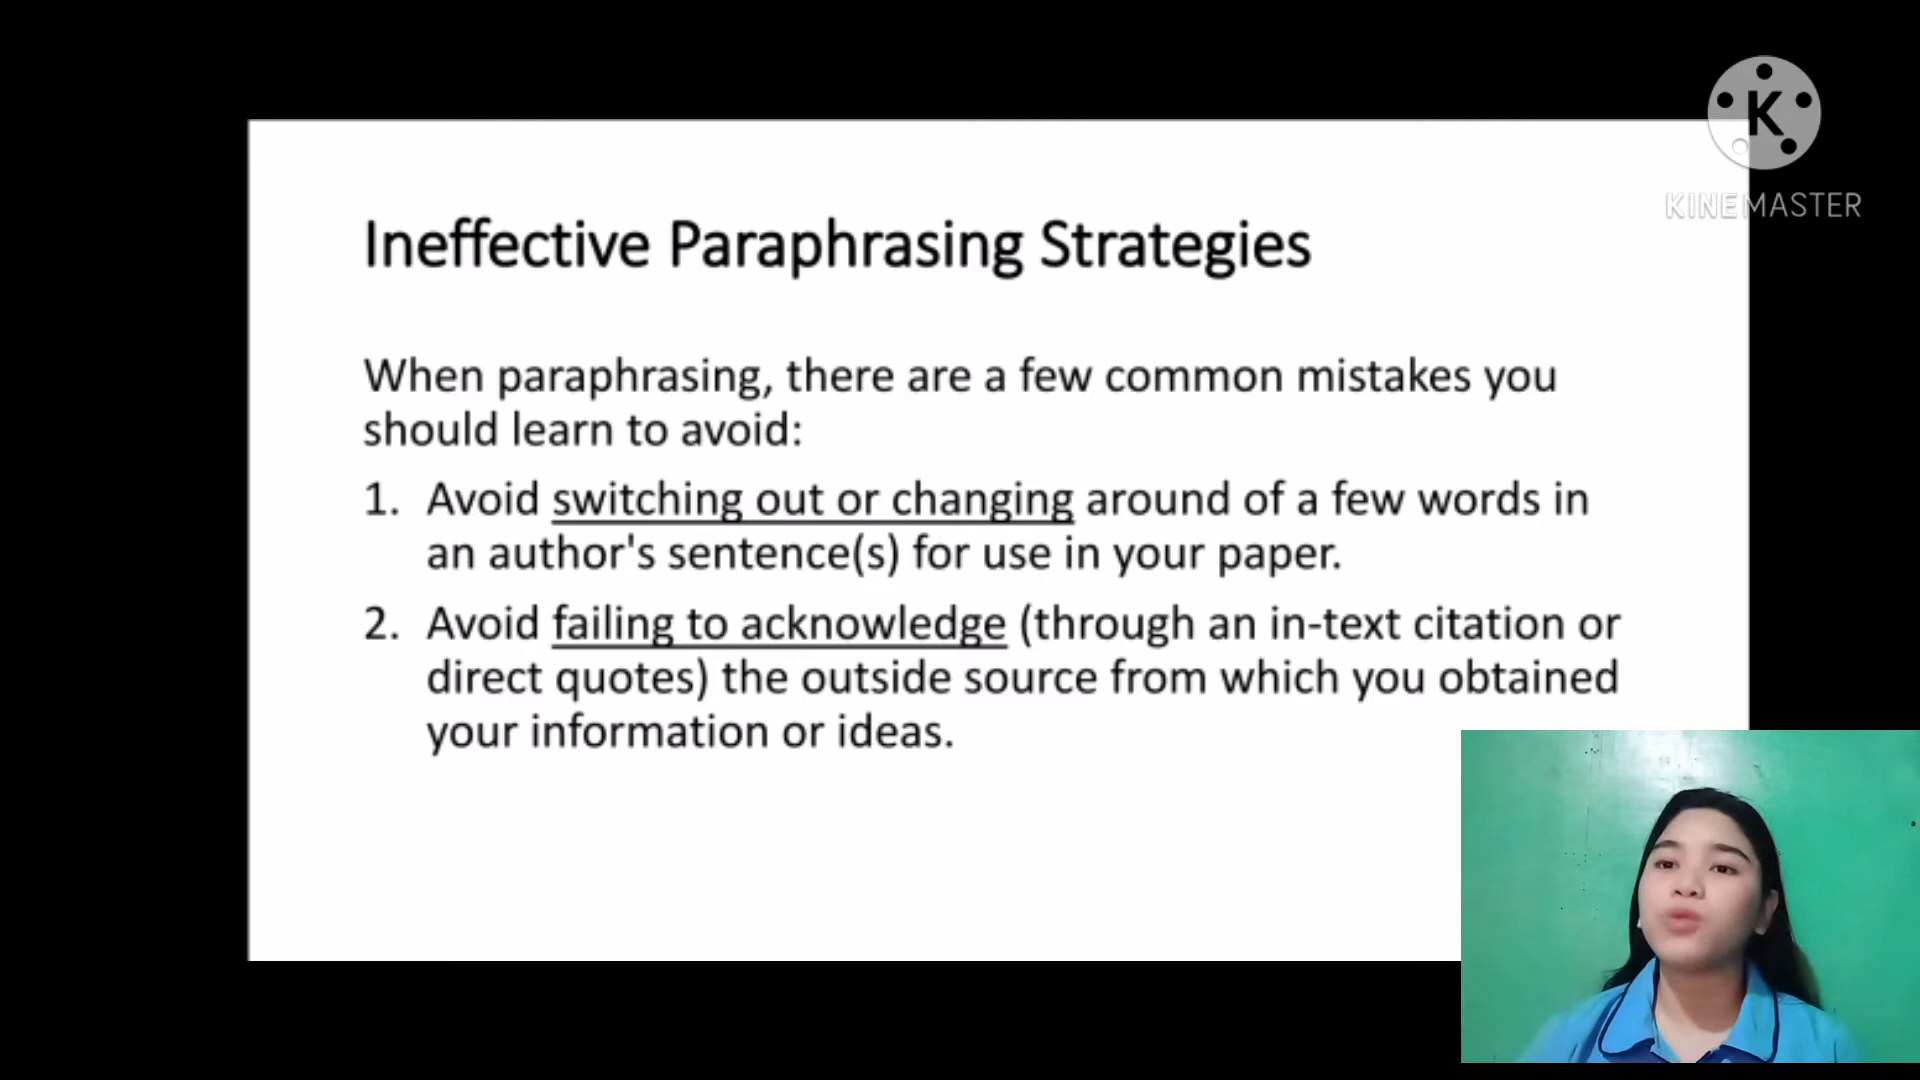 K
KINEMASTER
Ineffective Paraphrasing Strategies
When paraphrasing, there are a few common mistakes you
should learn to avoid:
1. Avoid switching out or changing around of a few words in
an author's sentence(s) for use in your paper.
2. Avoid failing to acknowledge (through an in-text citation or
direct quotes) the outside source from which you obtained
your information or ideas.